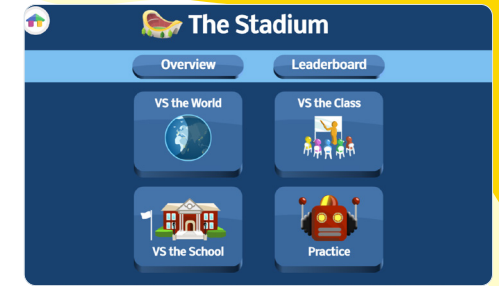 The Stadium
Overview
Leaderboard
VS the World
VS the Class
VS the School
Practice